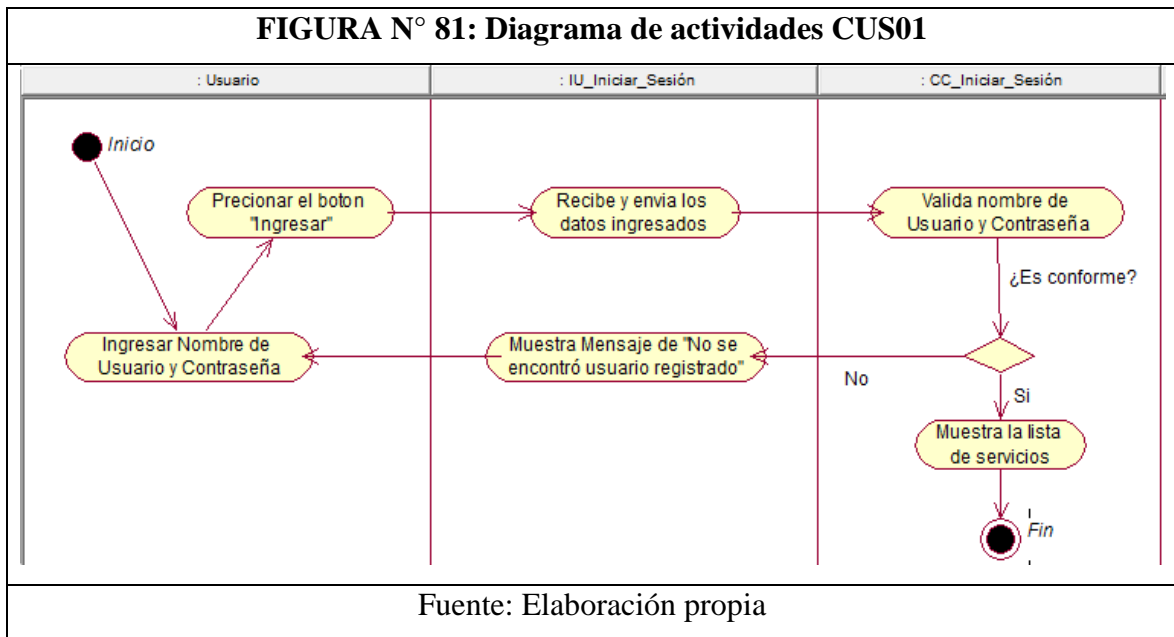 FIGURA N° 81: Diagrama de actividades CUS01
: Usuario
: IU_Iniciar_Sesión
: CC_Iniciar_Sesión
Inicio
Precionar el boton
"Ingresar"
Recibe y envia los
datos ingresados
Valida nombre de
Usuario y Contraseña
¿Es conforme?
Ingresar Nombre de
Usuario y Contraseña
Muestra Mensaje de "No se
encontró usuario registrado"
No
Si
Muestra la lista
de servicios
Fin
Fuente: Elaboración propia